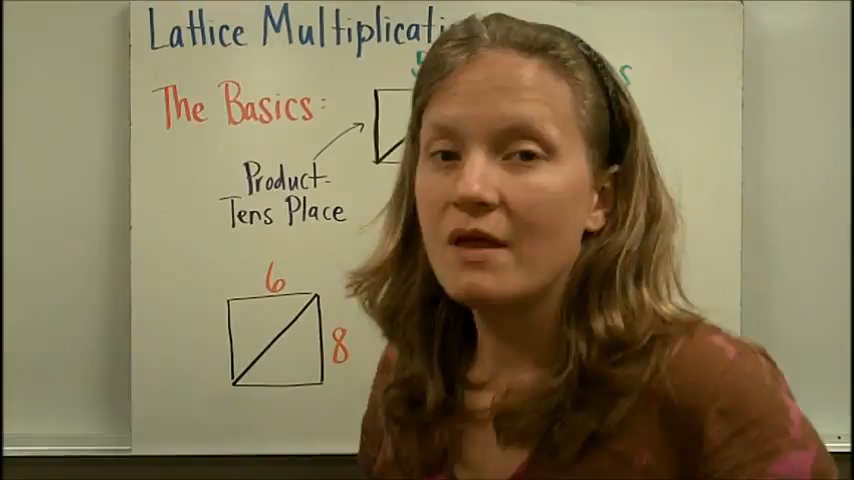 Lattice Multiplicati
The Basics:
Product-
Tens Place
6
8